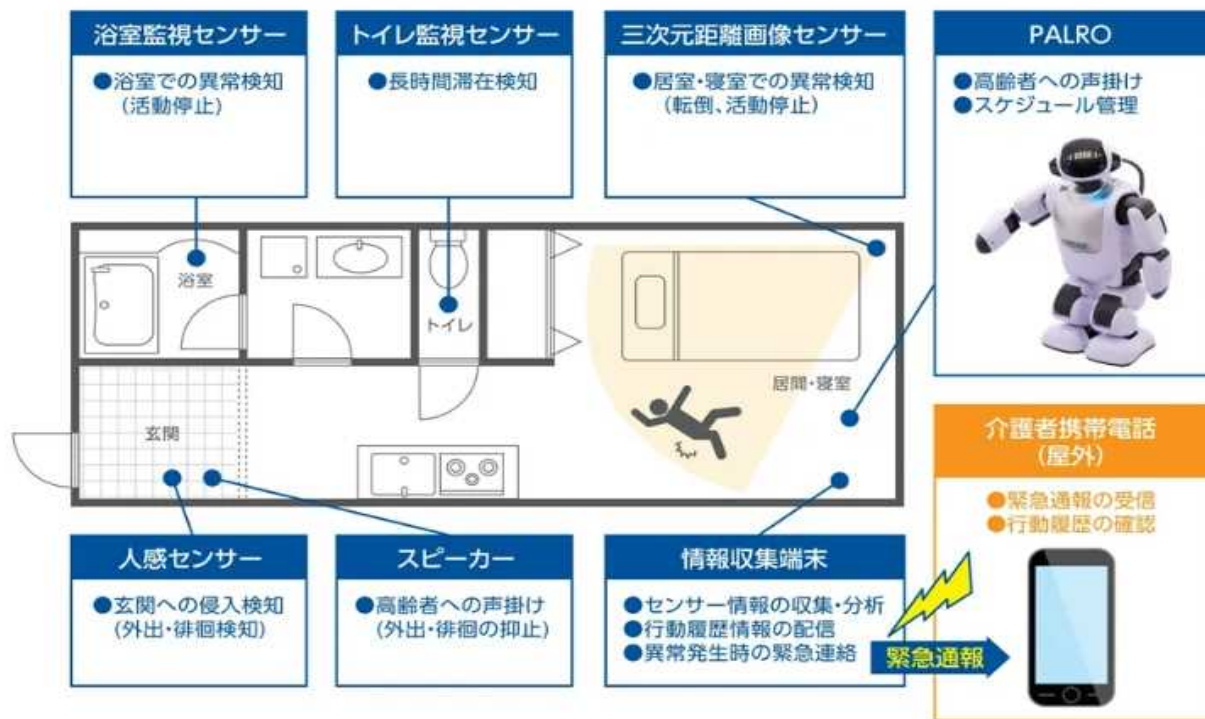 浴室監視センサー
●浴室での異常検知
(活動停止)
トイレ監視センサー
●長時間滞在検知
三次元距離画像センサー
●居室・寝室での異常検知
(転倒、活動停止)
PALRO
●高齢者への声掛け
●スケジュール管理
浴室
トイレ
居間・寝室
玄関
介護者携帯電話
(屋外)
●緊急通報の受信
●行動履歴の確認
人感センサー
●玄関への侵入検知
(外出・徘徊検知)
スピーカー
●高齢者への声掛け
(外出・徘徊の抑止)
情報収集端末
●センサー情報の収集・分析
●行動履歴情報の配信
●異常発生時の緊急連絡
緊急通報